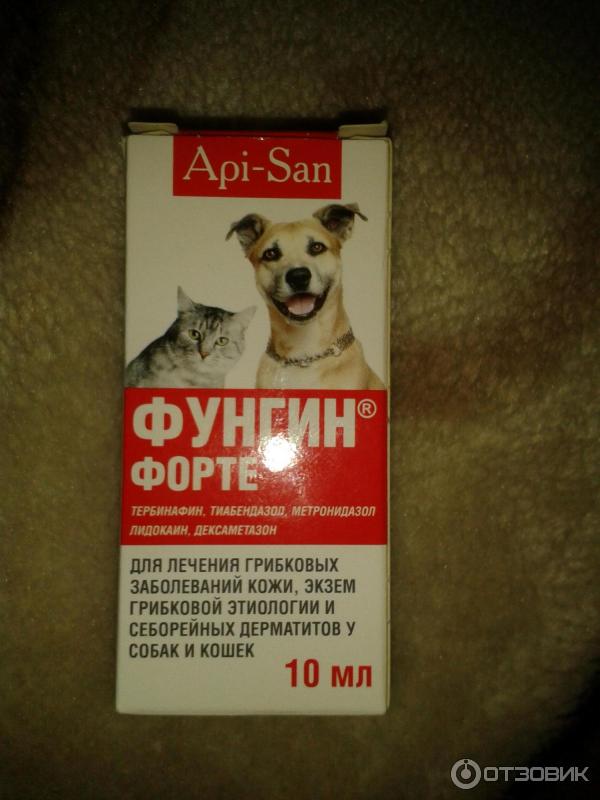 Api-San
ФУНГИН®
ФОРТЕ
ТЕРБИНАФИН, ТИАБЕНДАЗОЛ, МЕТРОНИДАЗОЛ
ЛИДОКАИН, ДЕКСАМЕТАЗОН
ДЛЯ ЛЕЧЕНИЯ ГРИБКОВЫХ
ЗАБОЛЕВАНИЙ КОЖИ, ЭКЗЕМ
ГРИБКОВОЙ ЭТИОЛОГИИ И
СЕБОРЕЙНЫХ ДЕРМАТИТОВ У
СОБАК И КОШЕК
10 МЛ
ОТЗОВИК